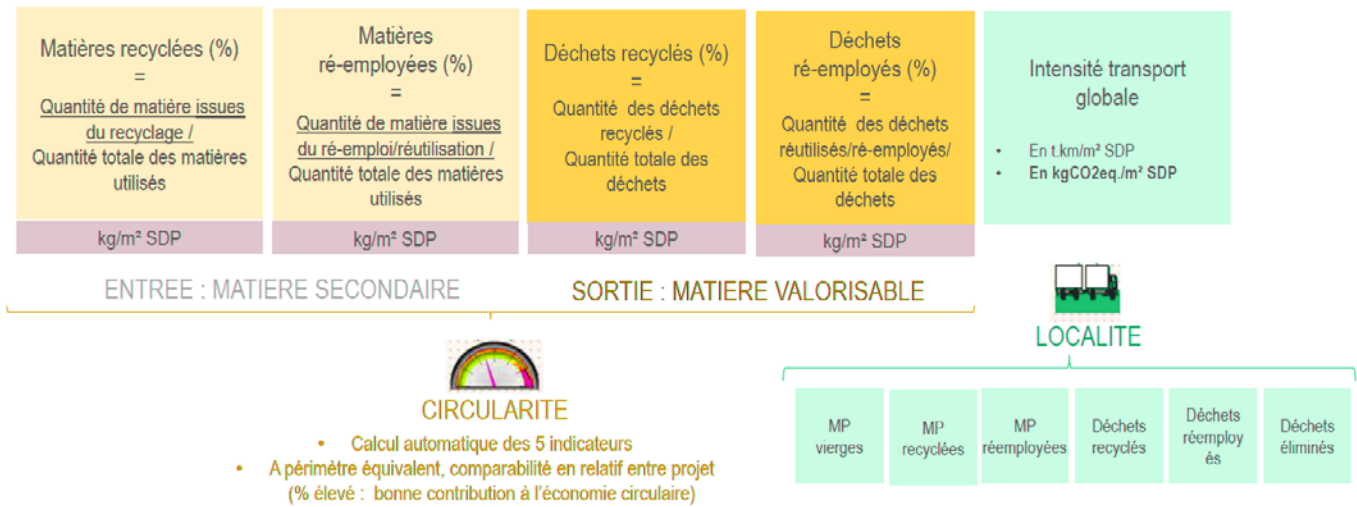 Matières recyclées (%)
=
Quantité de matière issues
du recyclage /
Quantité totale des matières
utilisés
kg/m² SDP
Matières
ré-employées (%)
=
Quantité de matière issues
du ré-emploi/réutilisation /
Quantité totale des matières
utilisés
kg/m² SDP
Déchets recyclés (%)
=
Quantité des déchets
recyclés /
Quantité totale des
déchets
kg/m² SDP
Déchets
ré-employés (%)
=
Quantité des déchets
réutilisés/ré-employés/
Quantité totale des
déchets
kg/m² SDP
Intensité transport
globale
• En t.km/m² SDP
• En kgCO2eq./m² SDP
ENTREE : MATIERE SECONDAIRE
SORTIE : MATIERE VALORISABLE
CIRCULARITE
• Calcul automatique des 5 indicateurs
• A périmètre équivalent, comparabilité en relatif entre projet
(% élevé : bonne contribution à l'économie circulaire)
LOCALITE
MP
vierges
MP
recyclées
MP
réemployées
Déchets
recyclés
Déchets
réemploy
és
Déchets
éliminés